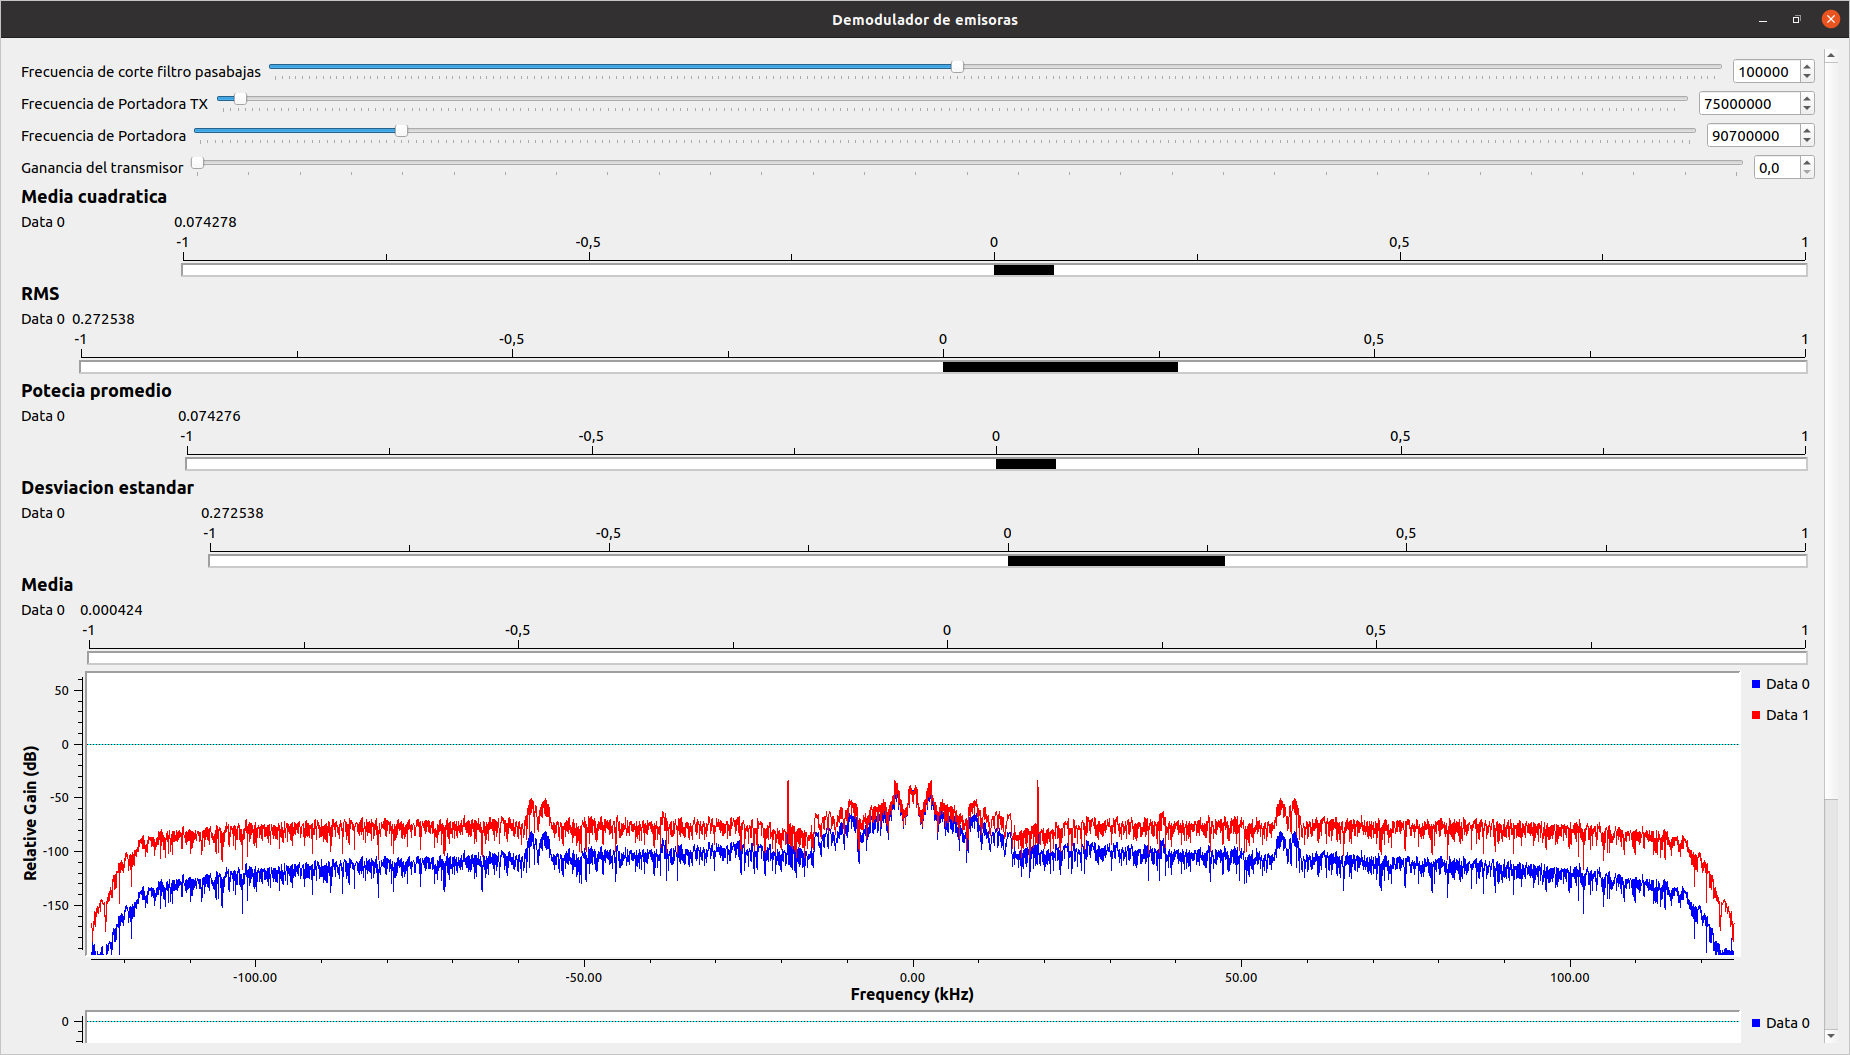 Demodulador de emisoras
Frecuencia de corte filtro pasabajas 100000
Frecuencia de Portadora TX 75000000
Frecuencia de Portadora 90700000
Ganancia del transmisor 0,0
Media cuadratica
Data 0 0.074278
-1 -0,5 0 0,5 1
RMS
Data 0 0.272538
-1 -0,5 0 0,5 1
Potecia promedio
Data 0 0.074276
-1 -0,5 0 0,5 1
Desviacion estandar
Data 0 0.272538
-1 -0,5 0 0,5 1
Media
Data 0 0.000424
-1 -0,5 0 0,5 1
50
0
-50
-100
-150
Relative Gain (dB)
Data 0
Data 1
-100.00 -50.00 0.00 50.00 100.00
Frequency (kHz)
0
Data 0